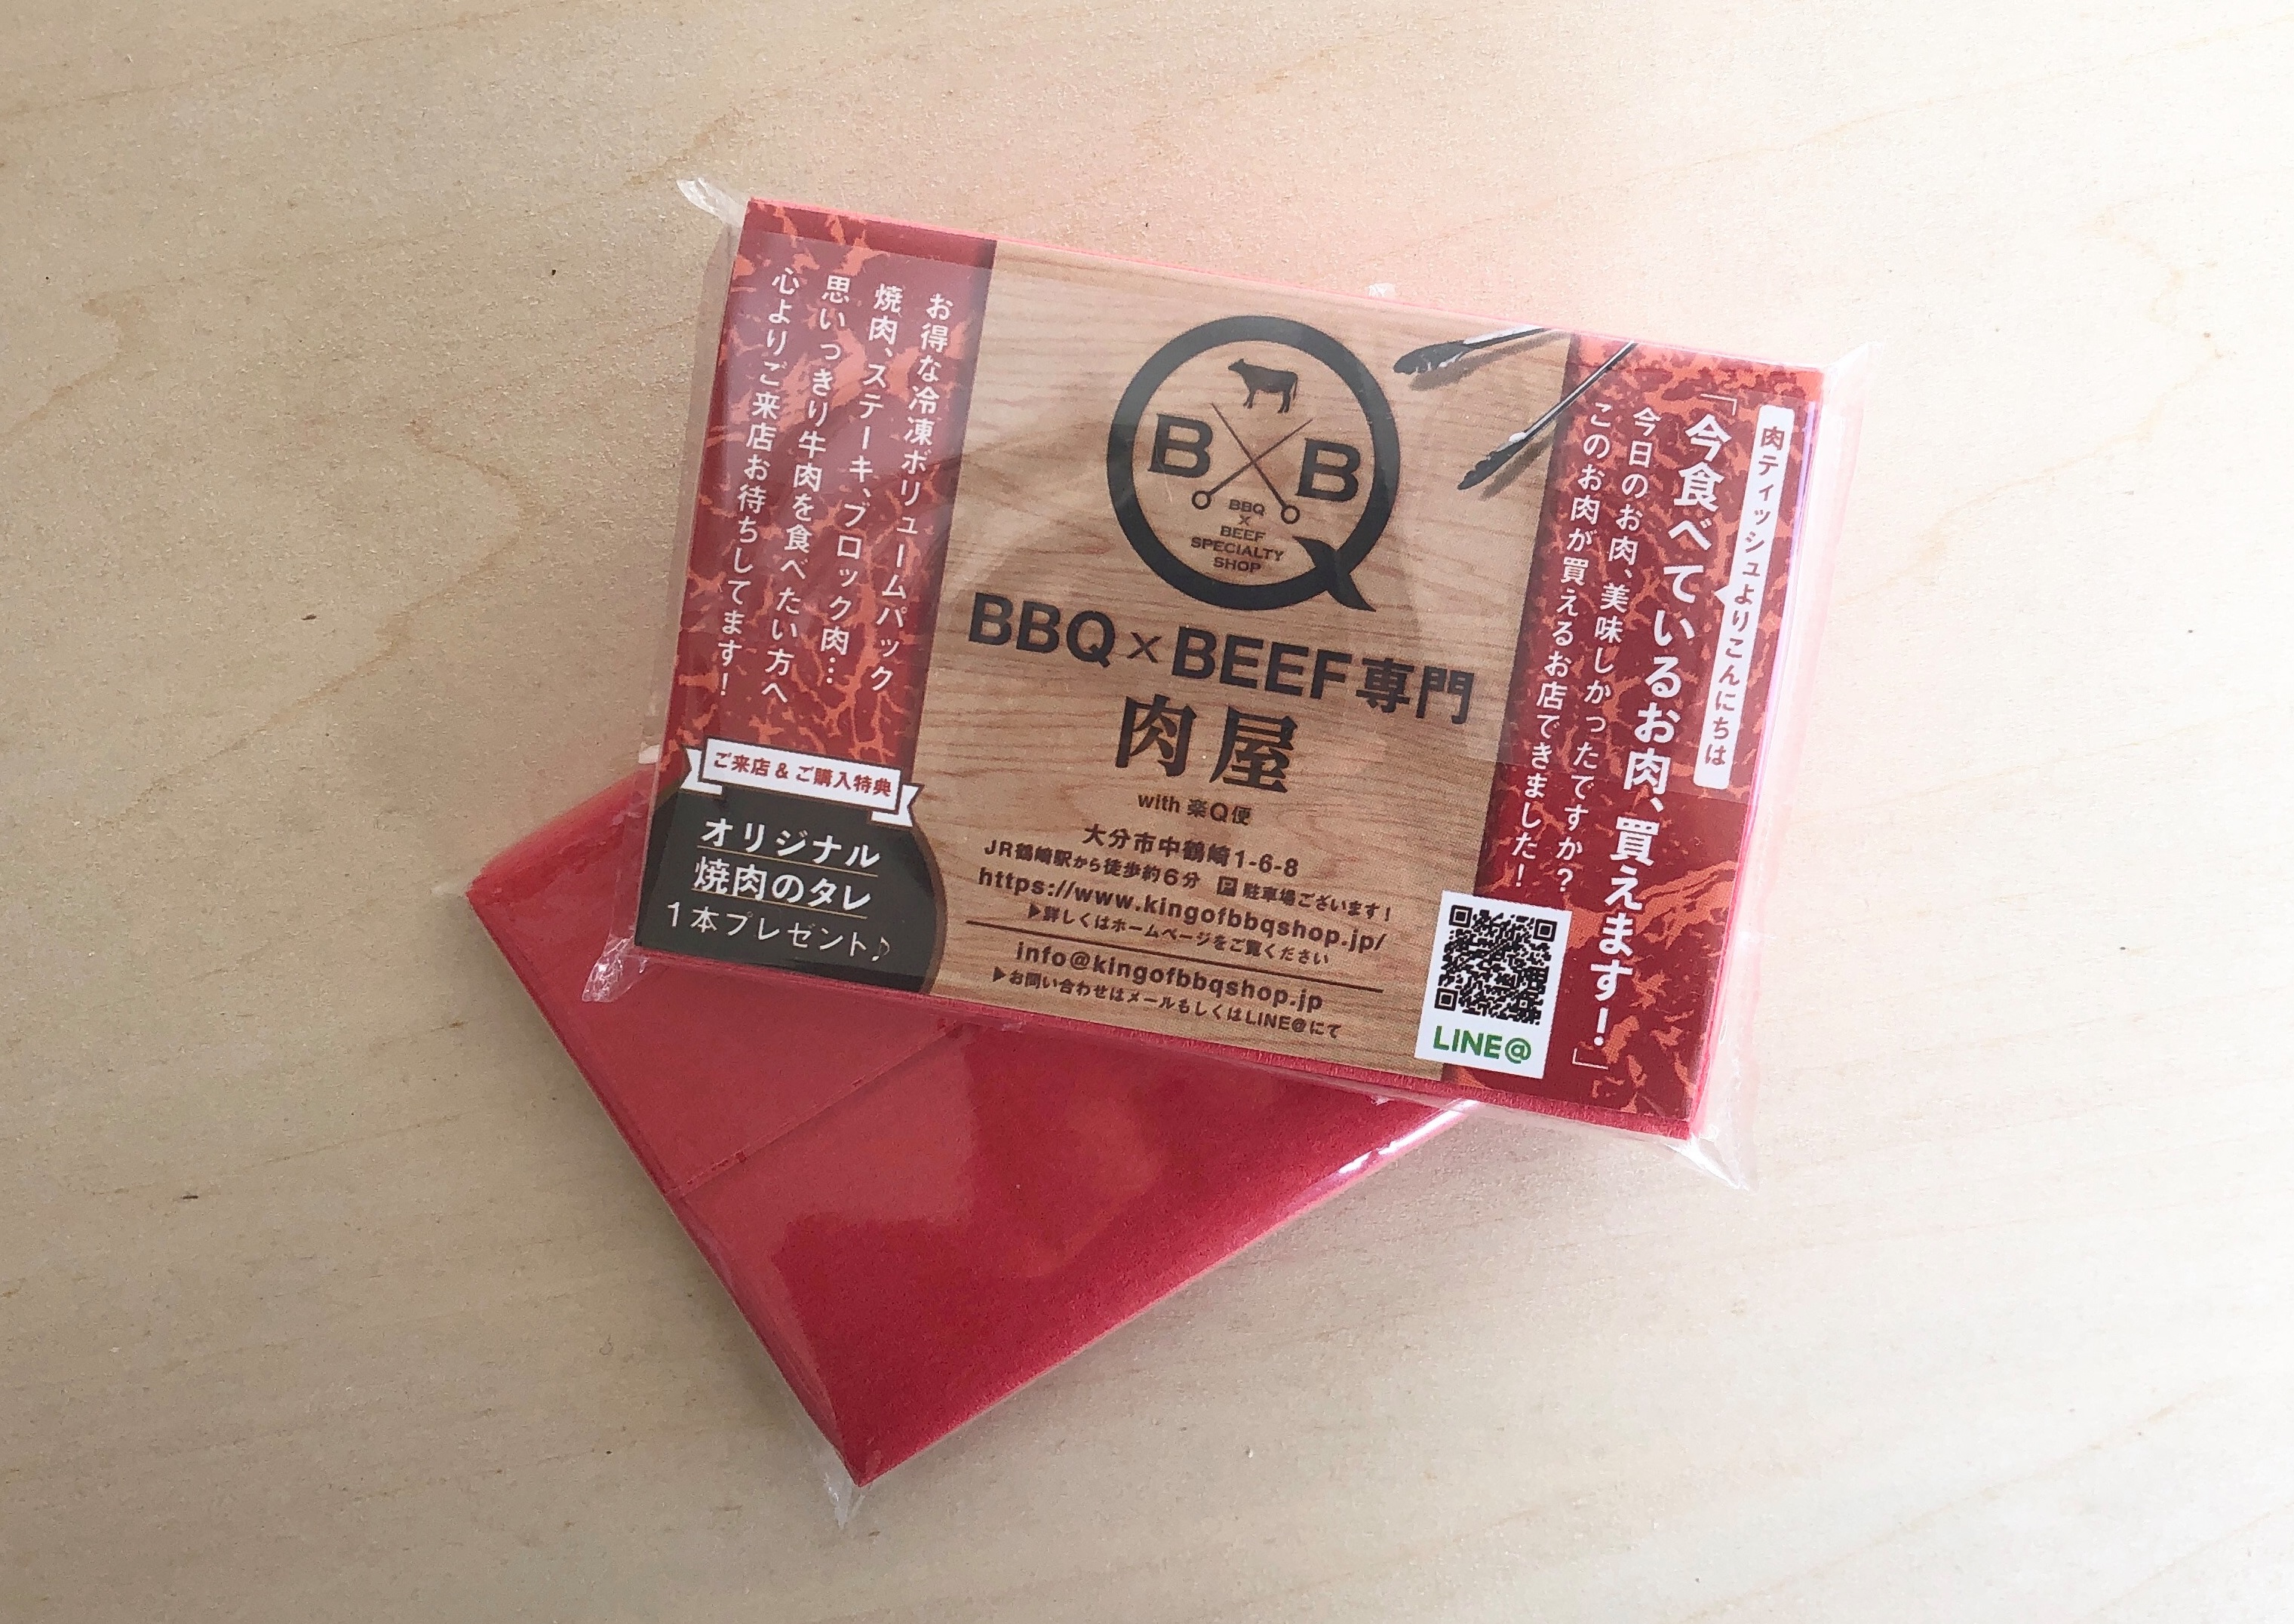 肉ティッシュよりこんにちは
「今食べているお肉、買えます！」
今日のお肉、美味しかったですか？
このお肉が買えるお店できました！
B×B
BBQ
×
BEEF
SPECIALTY
SHOP
BBQ×BEEF専門
肉屋
with 楽Q便
大分市中鶴崎1-6-8
JR鶴崎駅から徒歩約6分 P 駐車場ございます！
https://www.kingofbbqshop.jp/
▶詳しくはホームページをご覧ください
info@kingofbbqshop.jp
▶お問い合わせはメールもしくはLINE@にて
LINE@
お得な冷凍ボリュームパック
焼肉、ステーキ、ブロック肉…
思いっきり牛肉を食べたい方へ
心よりご来店お待ちしてます！
ご来店 & ご購入特典
オリジナル
焼肉のタレ
1本プレゼント♪